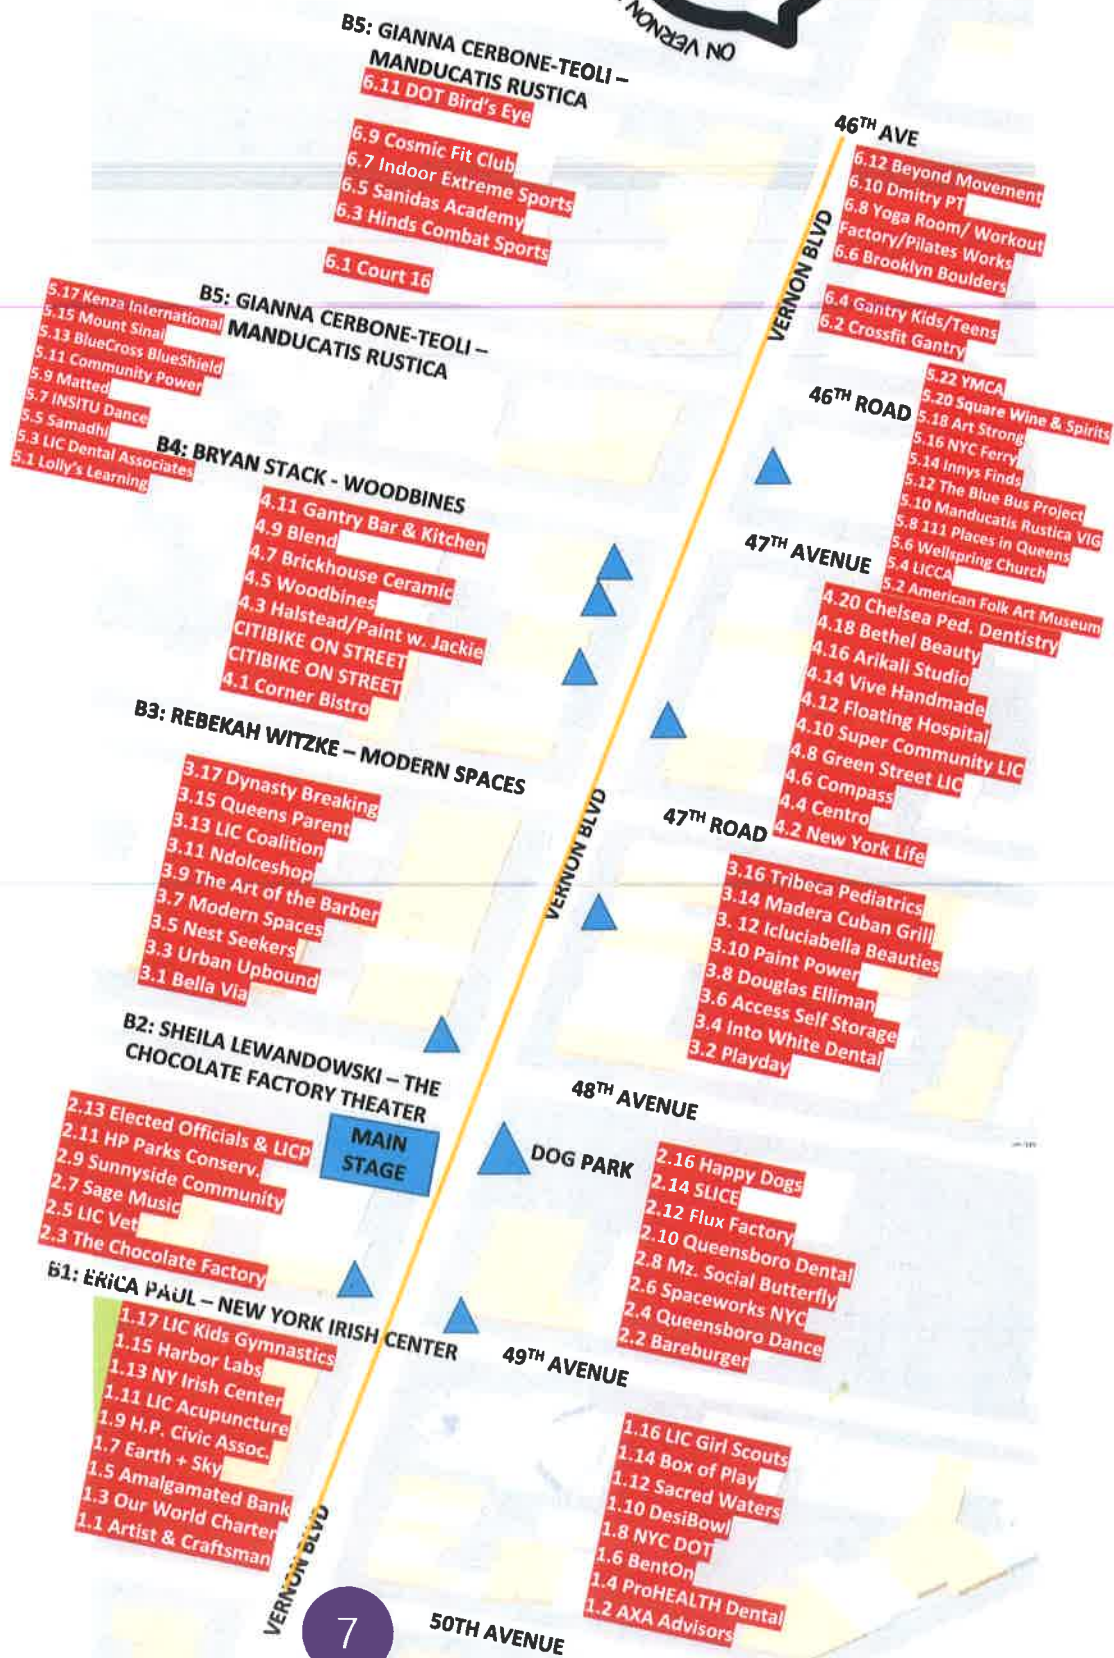 ON VERNON
B5: GIANNA CERBONE-TEOLI –
MANDUCATIS RUSTICA
6.11 DOT Bird's Eye
6.9 Cosmic Fit Club
6.7 Indoor Extreme Sports
6.5 Sanidas Academy
6.3 Hinds Combat Sports
6.1 Court 16
46TH AVE
6.12 Beyond Movement
6.10 Dmitry PT
6.8 Yoga Room/ Workout
Factory/Pilates Works
6.6 Brooklyn Boulders
6.4 Gantry Kids/Teens
6.2 Crossfit Gantry
VERNON BLVD
B5: GIANNA CERBONE-TEOLI –
MANDUCATIS RUSTICA
5.17 Kenza International
5.15 Mount Sinai
5.13 BlueCross BlueShield
5.11 Community Power
5.9 Matted
5.7 INSITU Dance
5.5 Samadhi
5.3 LIC Dental Associates
5.1 Lolly's Learning
46TH ROAD
5.22 YMCA
5.20 Square Wine & Spirits
5.18 Art Strong
5.16 NYC Ferry
5.14 Innys Finds
5.12 The Blue Bus Project
5.10 Manducatis Rustica VIG
5.8 111 Places in Queens
5.6 Wellspring Church
5.4 LICCA
5.2 American Folk Art Museum
B4: BRYAN STACK - WOODBINES
4.11 Gantry Bar & Kitchen
4.9 Blend
4.7 Brickhouse Ceramic
4.5 Woodbines
4.3 Halstead/Paint w. Jackie
CITIBIKE ON STREET
CITIBIKE ON STREET
4.1 Corner Bistro
47TH AVENUE
4.20 Chelsea Ped. Dentistry
4.18 Bethel Beauty
4.16 Arikali Studio
4.14 Vive Handmade
4.12 Floating Hospital
4.10 Super Community LIC
4.8 Green Street LIC
4.6 Compass
4.4 Centro
4.2 New York Life
B3: REBEKAH WITZKE – MODERN SPACES
3.17 Dynasty Breaking
3.15 Queens Parent
3.13 LIC Coalition
3.11 Ndolceshop
3.9 The Art of the Barber
3.7 Modern Spaces
3.5 Nest Seekers
3.3 Urban Upbound
3.1 Bella Via
VERNON BLVD
47TH ROAD
3.16 Tribeca Pediatrics
3.14 Madera Cuban Grill
3. 12 Icluciabella Beauties
3.10 Paint Power
3.8 Douglas Elliman
3.6 Access Self Storage
3.4 Into White Dental
3.2 Playday
B2: SHEILA LEWANDOWSKI – THE
CHOCOLATE FACTORY THEATER
2.13 Elected Officials & LICP
2.11 HP Parks Conserv.
2.9 Sunnyside Community
2.7 Sage Music
2.5 LIC Vet
2.3 The Chocolate Factory
MAIN
STAGE
48TH AVENUE
DOG PARK
2.16 Happy Dogs
2.14 SLICE
2.12 Flux Factory
2.10 Queensboro Dental
2.8 Mz. Social Butterfly
2.6 Spaceworks NYC
2.4 Queensboro Dance
2.2 Bareburger
B1: ERICA PAUL – NEW YORK IRISH CENTER
1.17 LIC Kids Gymnastics
1.15 Harbor Labs
1.13 NY Irish Center
1.11 LIC Acupuncture
1.9 H.P. Civic Assoc.
1.7 Earth + Sky
1.5 Amalgamated Bank
1.3 Our World Charter
1.1 Artist & Craftsman
49TH AVENUE
1.16 LIC Girl Scouts
1.14 Box of Play
1.12 Sacred Waters
1.10 DesiBowl
1.8 NYC DOT
1.6 BentOn
1.4 ProHEALTH Dental
1.2 AXA Advisors
VERNON BLVD
7
50TH AVENUE